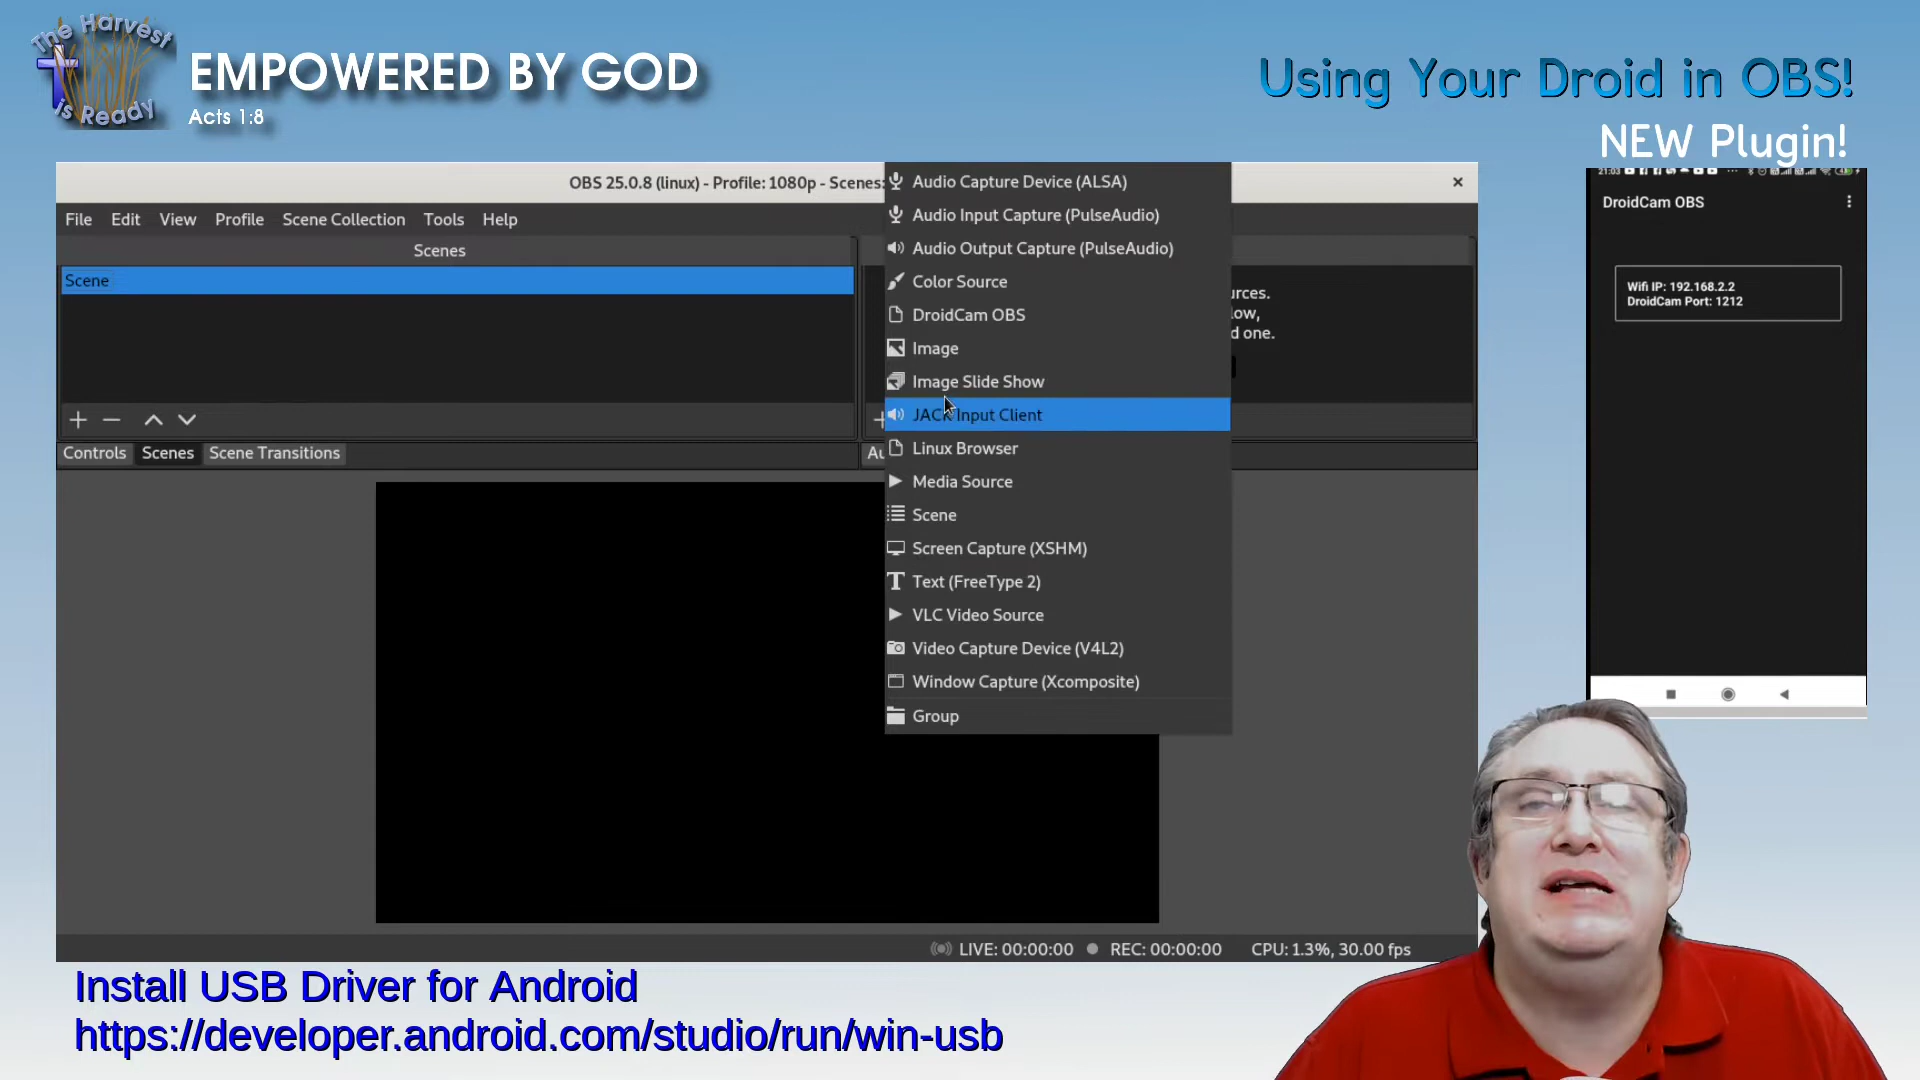 The Harvest
is Ready
EMPOWERED BY GOD
Acts 1:8
Using Your Droid in OBS!
NEW Plugin!
OBS 25.0.8 (linux) - Profile: 1080p - Scenes:
File Edit View Profile Scene Collection Tools Help
Scenes
Scene
Controls Scenes Scene Transitions
Audio Capture Device (ALSA)
Audio Input Capture (PulseAudio)
Audio Output Capture (PulseAudio)
Color Source
DroidCam OBS
Image
Image Slide Show
JACK Input Client
Linux Browser
Media Source
Scene
Screen Capture (XSHM)
Text (FreeType 2)
VLC Video Source
Video Capture Device (V4L2)
Window Capture (Xcomposite)
Group
d one.
LIVE: 00:00:00 REC: 00:00:00 CPU: 1.3%, 30.00 fps
21:03
DroidCam OBS
Wifi IP: 192.168.2.2
DroidCam Port: 1212
Install USB Driver for Android
https://developer.android.com/studio/run/win-usb